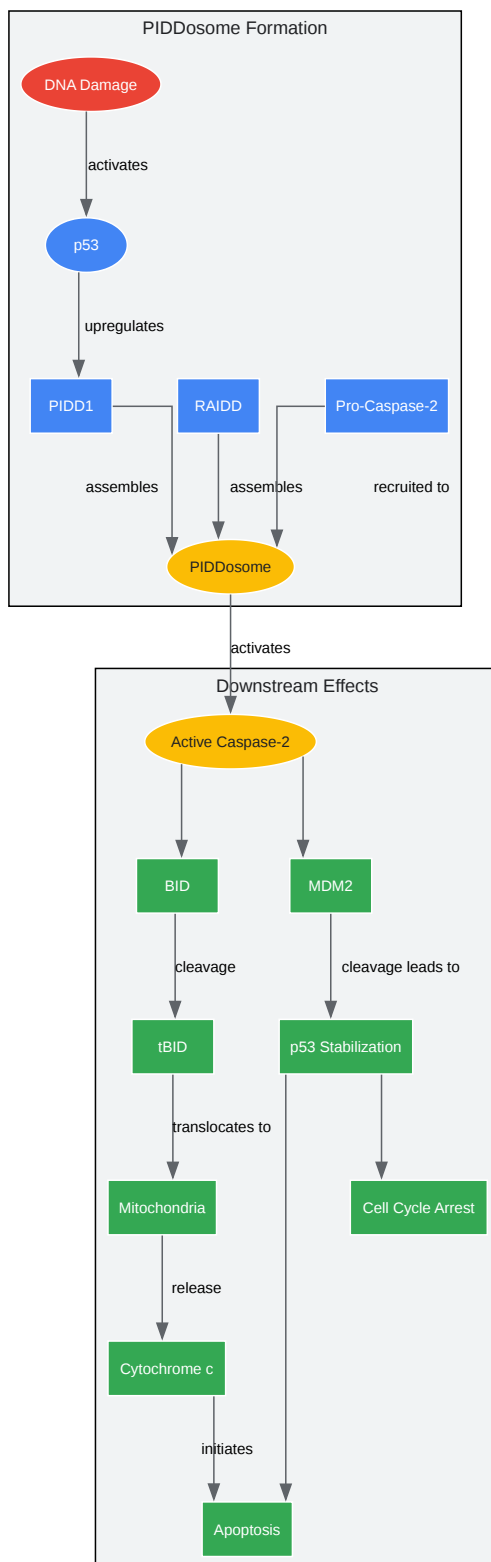 PIDDosome Formation
DNA Damage
activates
p53
upregulates
PIDD1
RAIDD
Pro-Caspase-2
assembles
assembles
recruited to
PIDDosome
activates
Downstream Effects
Active Caspase-2
BID
MDM2
cleavage
cleavage leads to
tBID
p53 Stabilization
translocates to
Mitochondria
Cell Cycle Arrest
release
Cytochrome c
initiates
Apoptosis